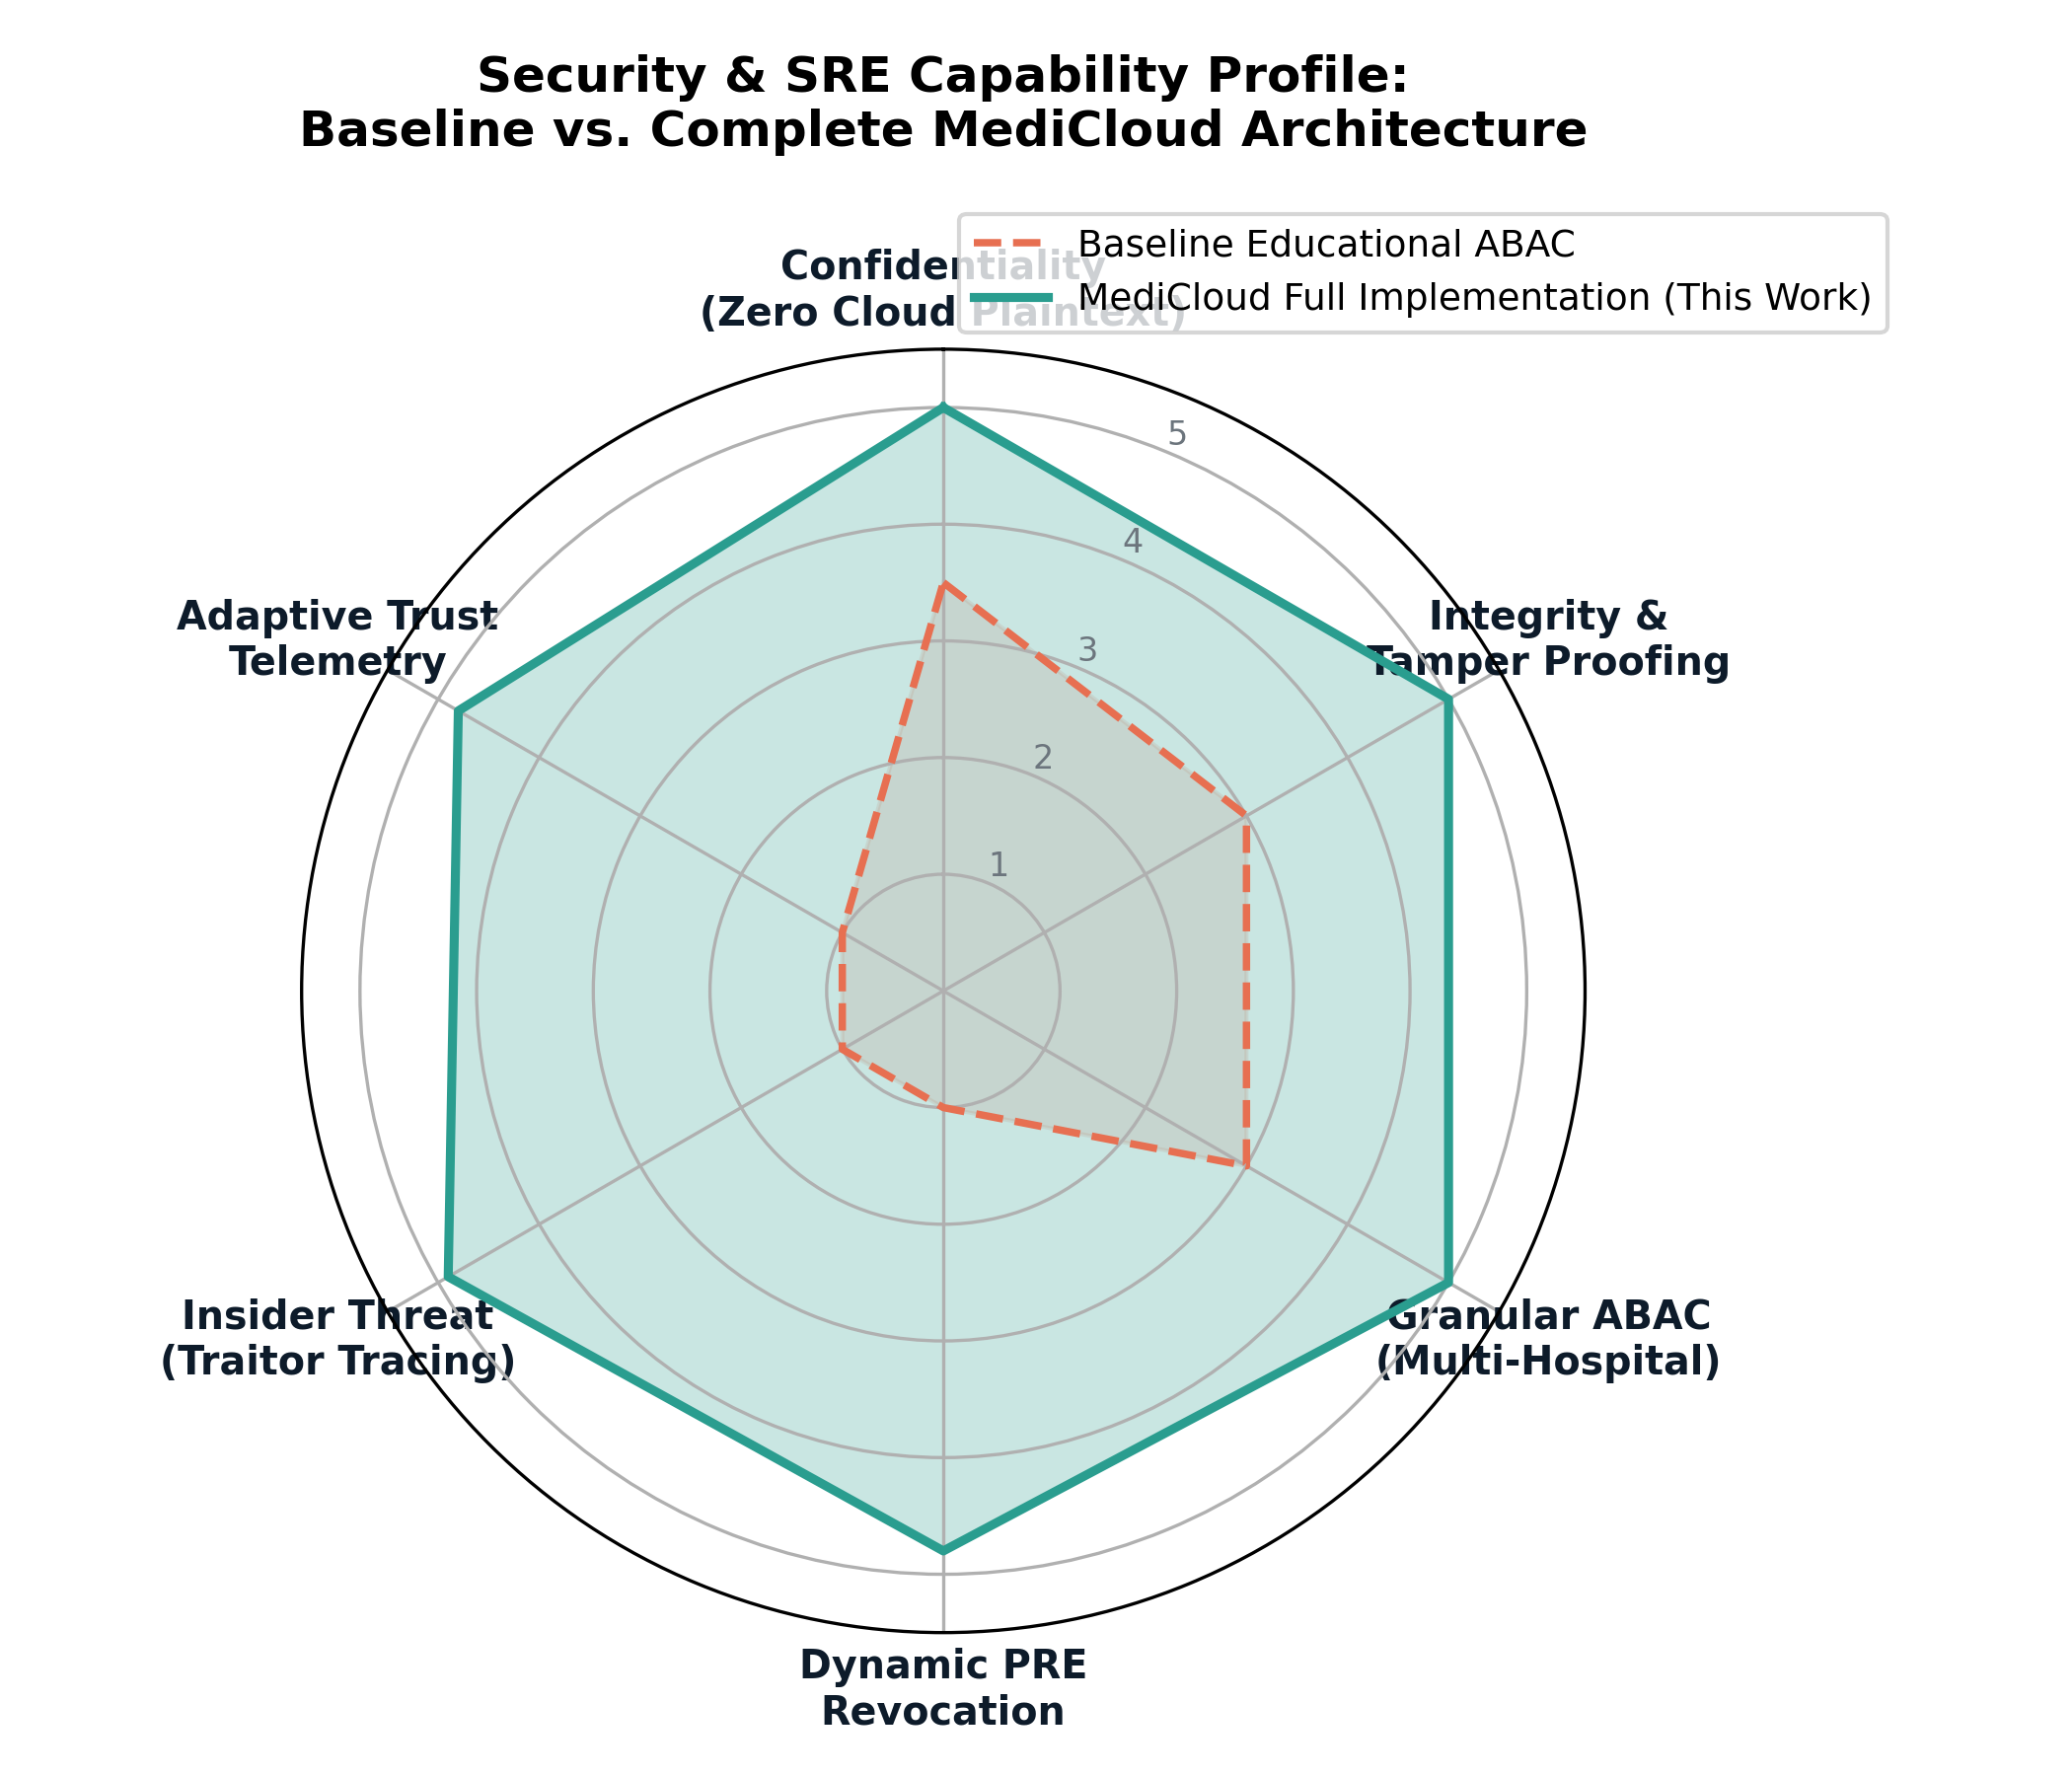 Security & SRE Capability Profile:
Baseline vs. Complete MediCloud Architecture
Baseline Educational ABAC
MediCloud Full Implementation (This Work)
Confidentiality
(Zero Cloud Plaintext)
5
4
3
2
1
Adaptive Trust
Telemetry
Integrity &
Tamper Proofing
Insider Threat
(Traitor Tracing)
Granular ABAC
(Multi-Hospital)
Dynamic PRE
Revocation